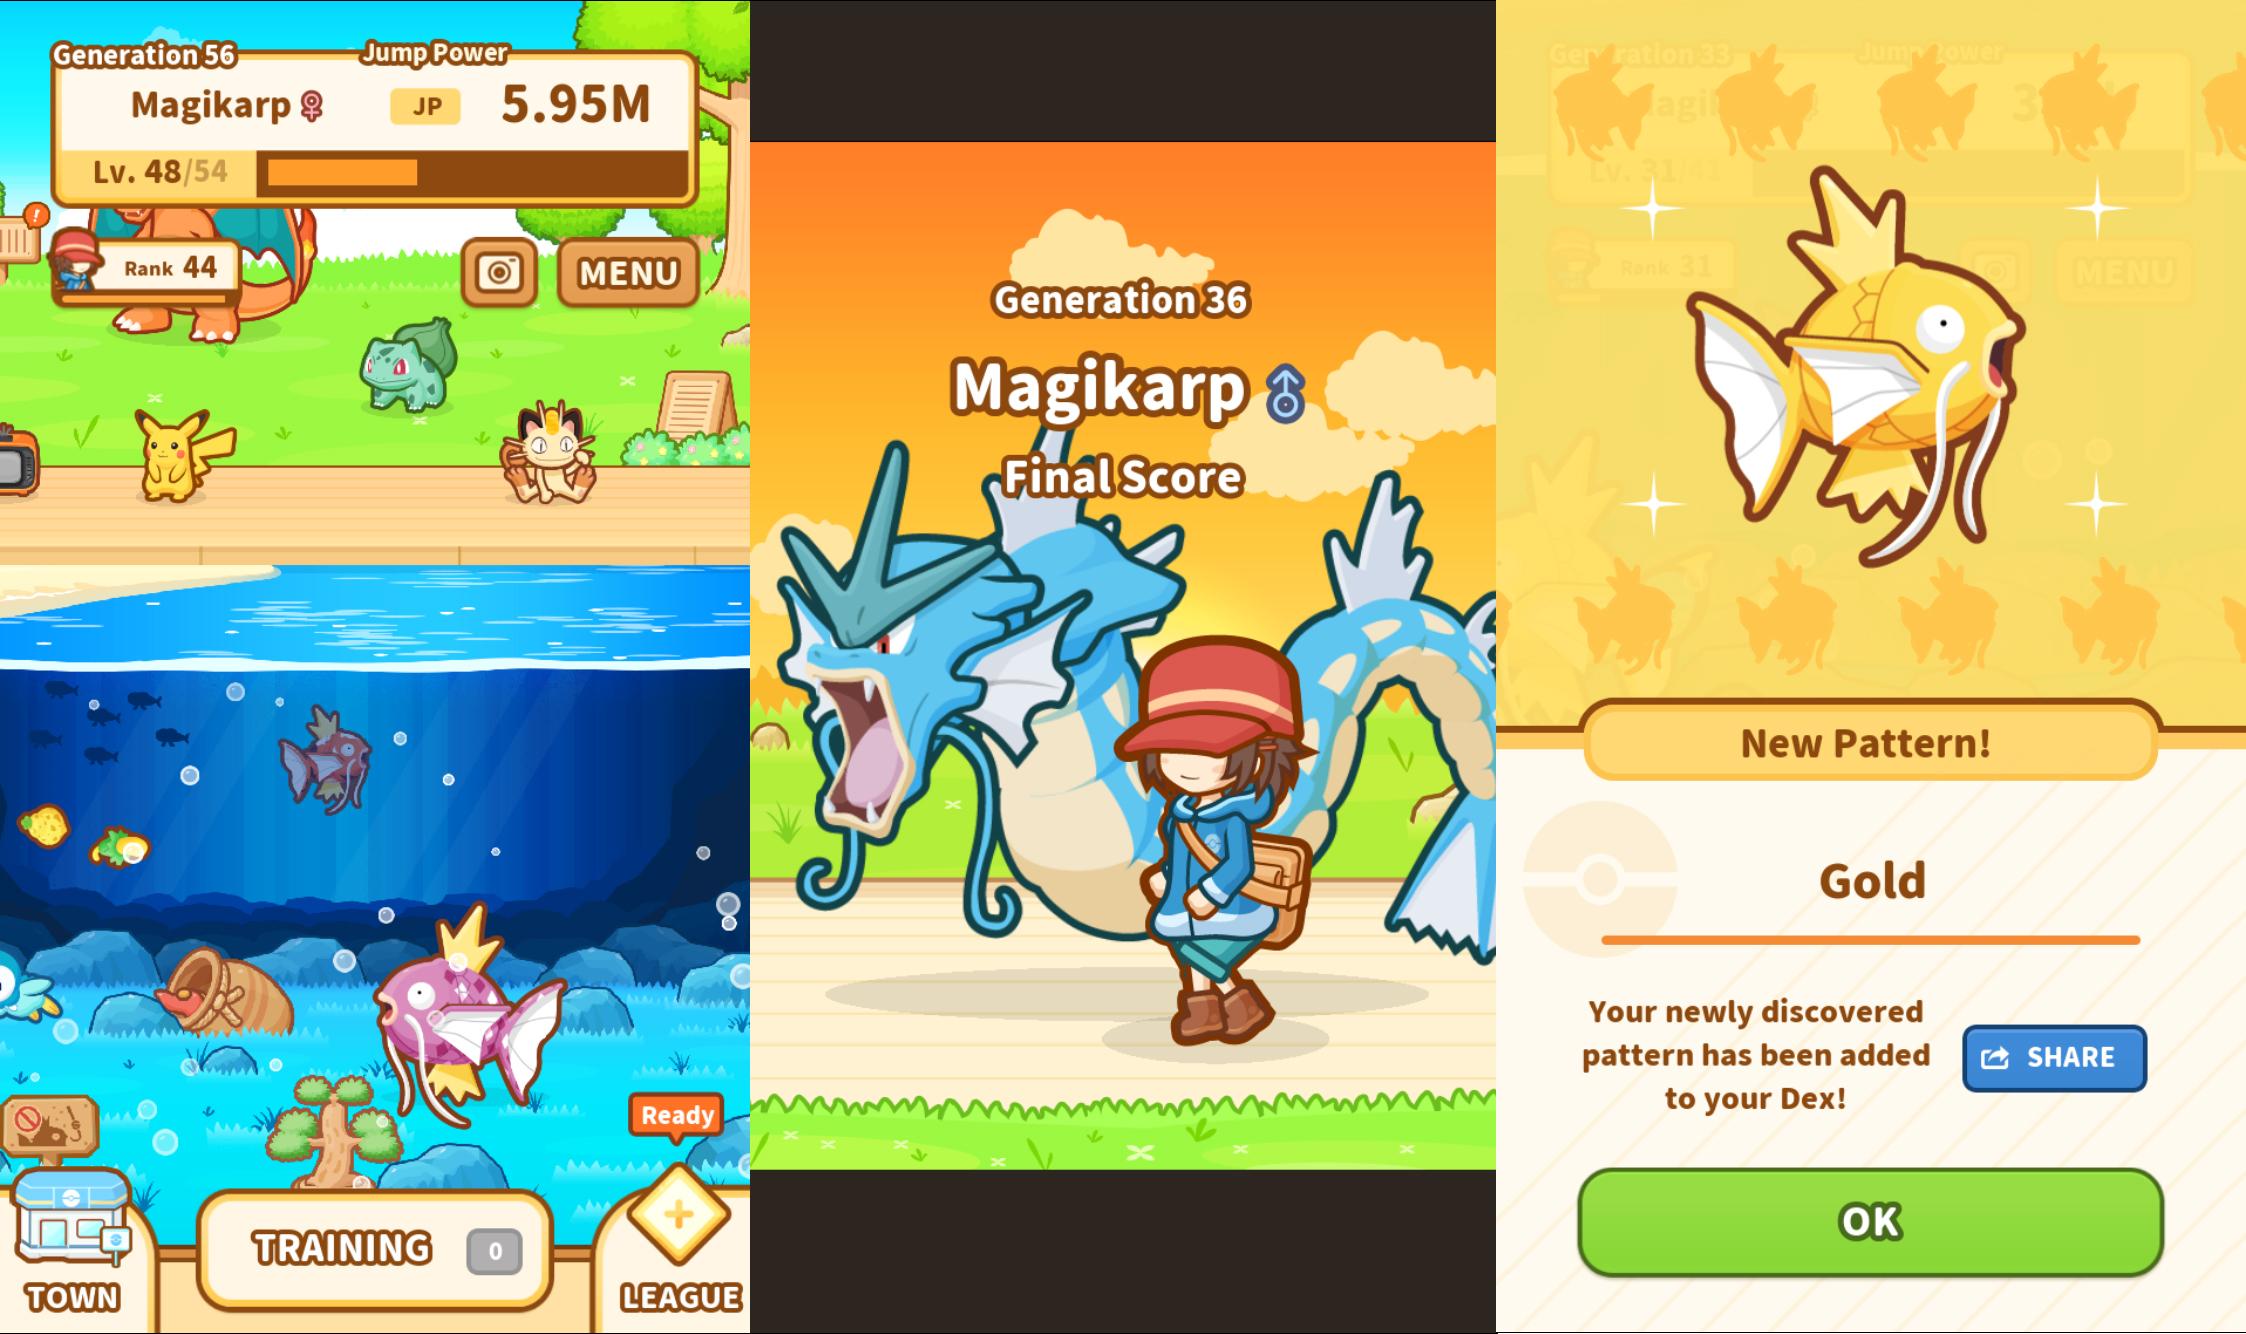 Generation 56
Jump Power
Magikarp
JP
5.95M
Lv. 48/54
!
Rank 44
MENU
Ready
TOWN
TRAINING
0
LEAGUE
Generation 36
Magikarp
Final Score
Generation 33
Jump Power
Lv. 31/41
Rank 31
MENU
New Pattern!
Gold
Your newly discovered
pattern has been added
to your Dex!
SHARE
OK